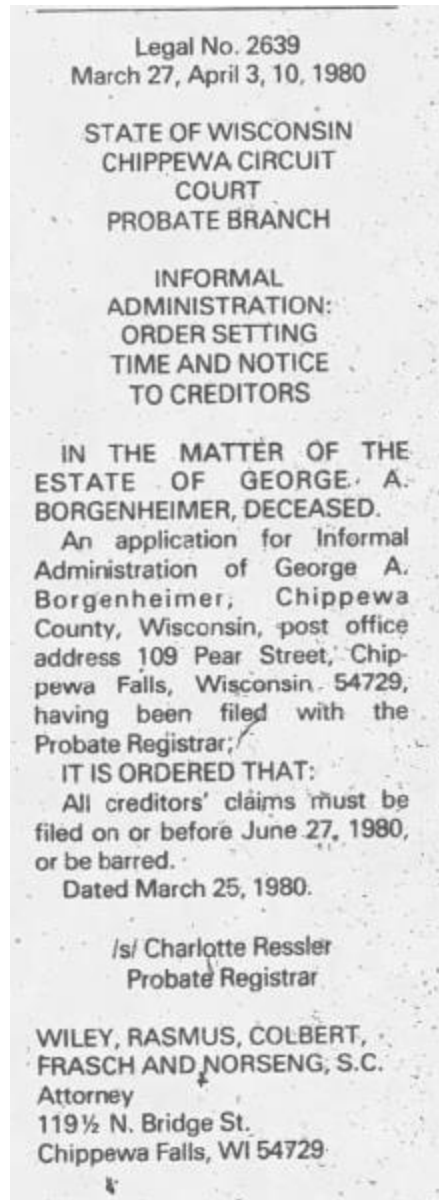 Legal No. 2639
March 27, April 3, 10, 1980
STATE OF WISCONSIN
CHIPPEWA CIRCUIT
COURT
PROBATE BRANCH
INFORMAL
ADMINISTRATION:
ORDER SETTING
TIME AND NOTICE
TO CREDITORS
IN THE MATTER OF THE
ESTATE OF GEORGE A.
BORGENHEIMER, DECEASED.
An application for Informal
Administration of George A.
Borgenheimer, Chippewa
County, Wisconsin, post office
address 109 Pear Street, Chip-
pewa Falls, Wisconsin 54729,
having been filed with the
Probate Registrar;
IT IS ORDERED THAT:
All creditors' claims must be
filed on or before June 27, 1980,
or be barred.
Dated March 25, 1980.
/s/ Charlotte Ressler
Probate Registrar
WILEY, RASMUS, COLBERT,
FRASCH AND NORSENG, S.C.
Attorney
119½ N. Bridge St.
Chippewa Falls, WI 54729